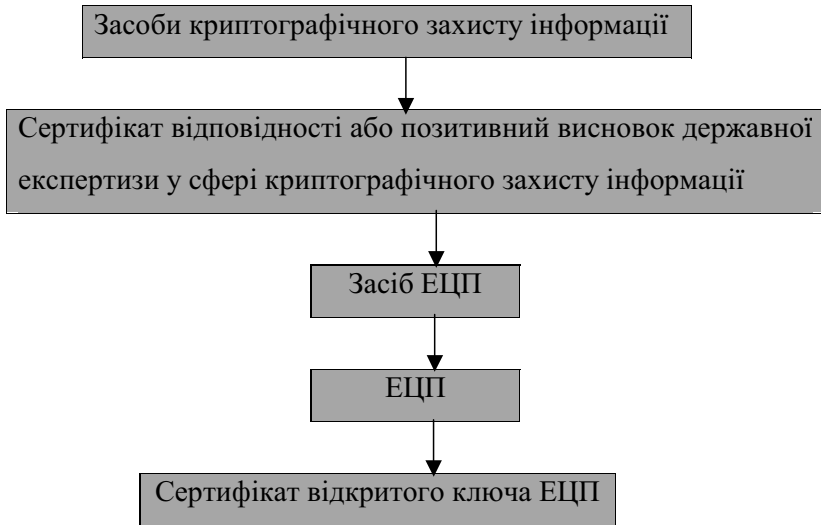 Засоби криптографічного захисту інформації
Сертифікат відповідності або позитивний висновок державної
експертизи у сфері криптографічного захисту інформації
Засіб ЕЦП
ЕЦП
Сертифікат відкритого ключа ЕЦП